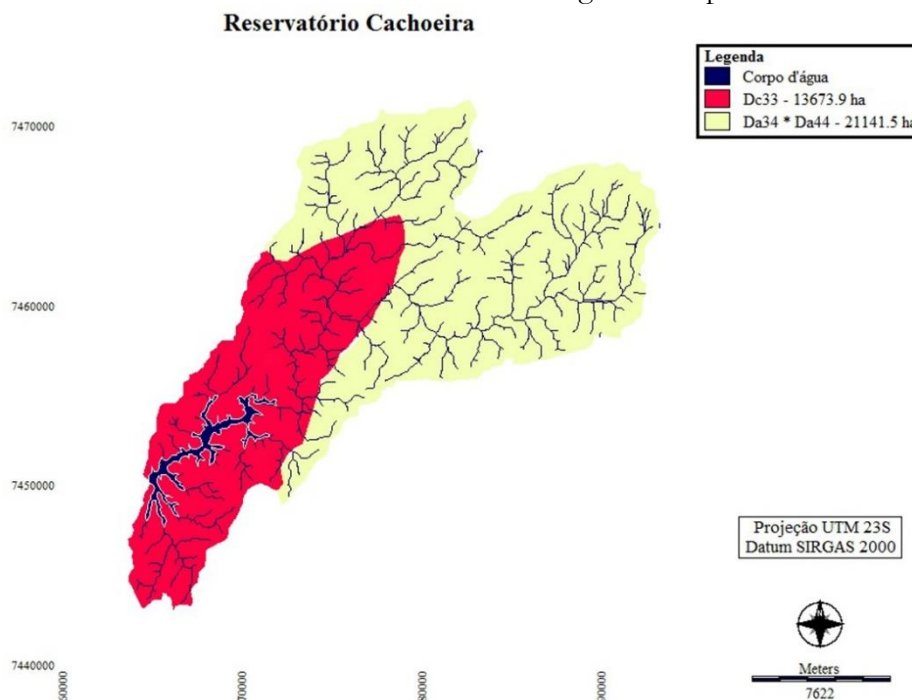 Reservatório Cachoeira
Legenda
Corpo d'água
Dc33 - 13673.9 ha
Da34 * Da44 - 21141.5 ha
7470000
7460000
7450000
7440000
Projeção UTM 23S
Datum SIRGAS 2000
N
Meters
7622